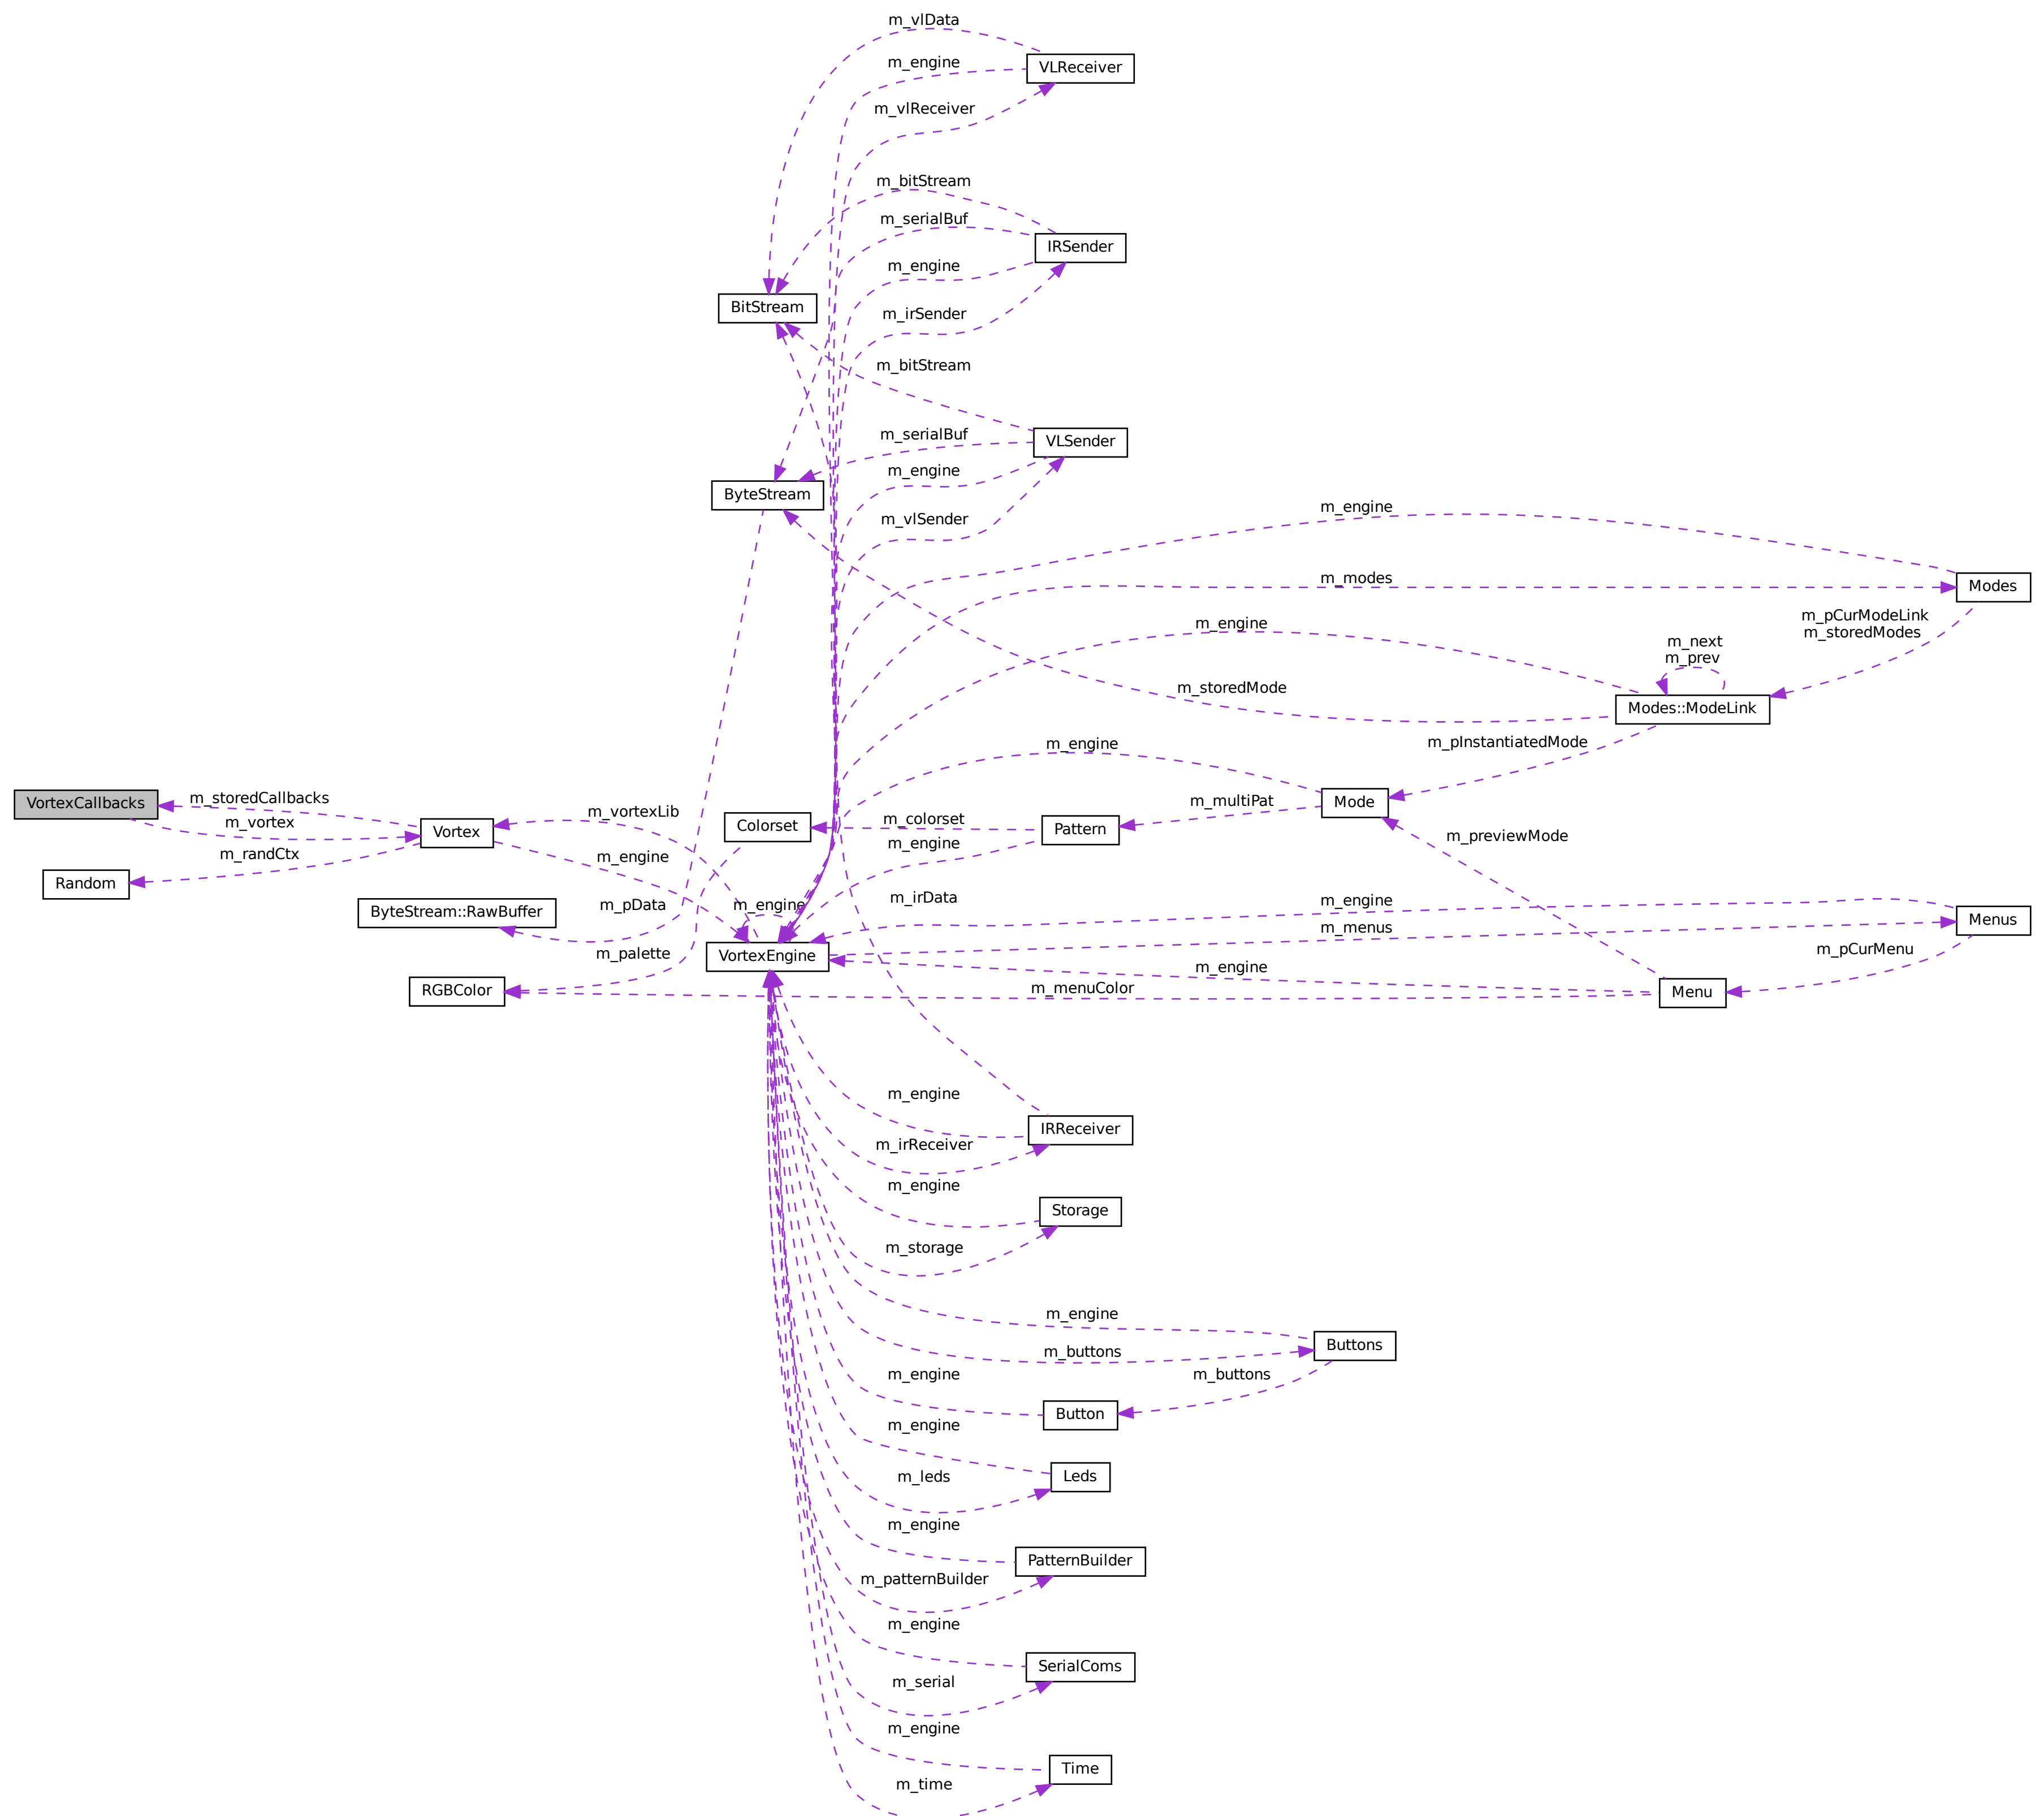 m_vlData
m_engine
VLReceiver
m_vlReceiver
m_bitStream
m_serialBuf
IRSender
m_engine
BitStream
m_irSender
m_bitStream
m_serialBuf
VLSender
m_engine
ByteStream
m_engine
m_vlSender
m_modes
Modes
m_pCurModeLink
m_storedModes
m_engine
m_next
m_prev
m_storedMode
Modes::ModeLink
m_engine
m_pInstantiatedMode
m_storedCallbacks
VortexCallbacks
m_vortex
m_vortexLib
Vortex
Colorset
m_colorset
Pattern
m_multiPat
Mode
m_previewMode
m_engine
m_randCtx
m_engine
Random
ByteStream::RawBuffer
m_pData
m_engine
m_irData
m_engine
Menus
m_menus
m_palette
VortexEngine
m_pCurMenu
m_engine
RGBColor
m_menuColor
Menu
m_engine
IRReceiver
m_irReceiver
m_engine
Storage
m_storage
m_engine
Buttons
m_buttons
m_engine
m_buttons
Button
m_engine
Leds
m_leds
m_engine
PatternBuilder
m_patternBuilder
m_engine
SerialComs
m_serial
m_engine
Time
m_time